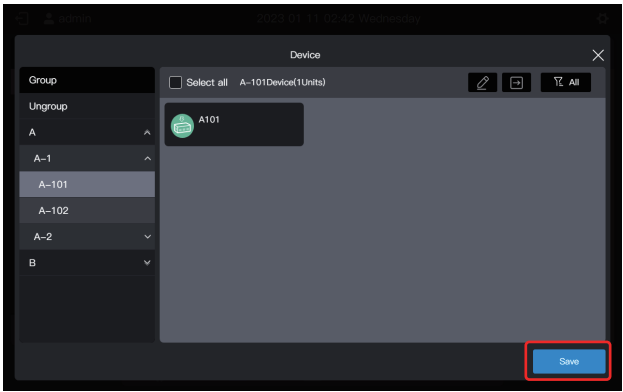 admin
2023 01 11 02:42 Wednesday
Device
Group
Select all A-101Device(1Units)
All
Ungroup
A101
A
A-1
A-101
A-102
A-2
B
Save